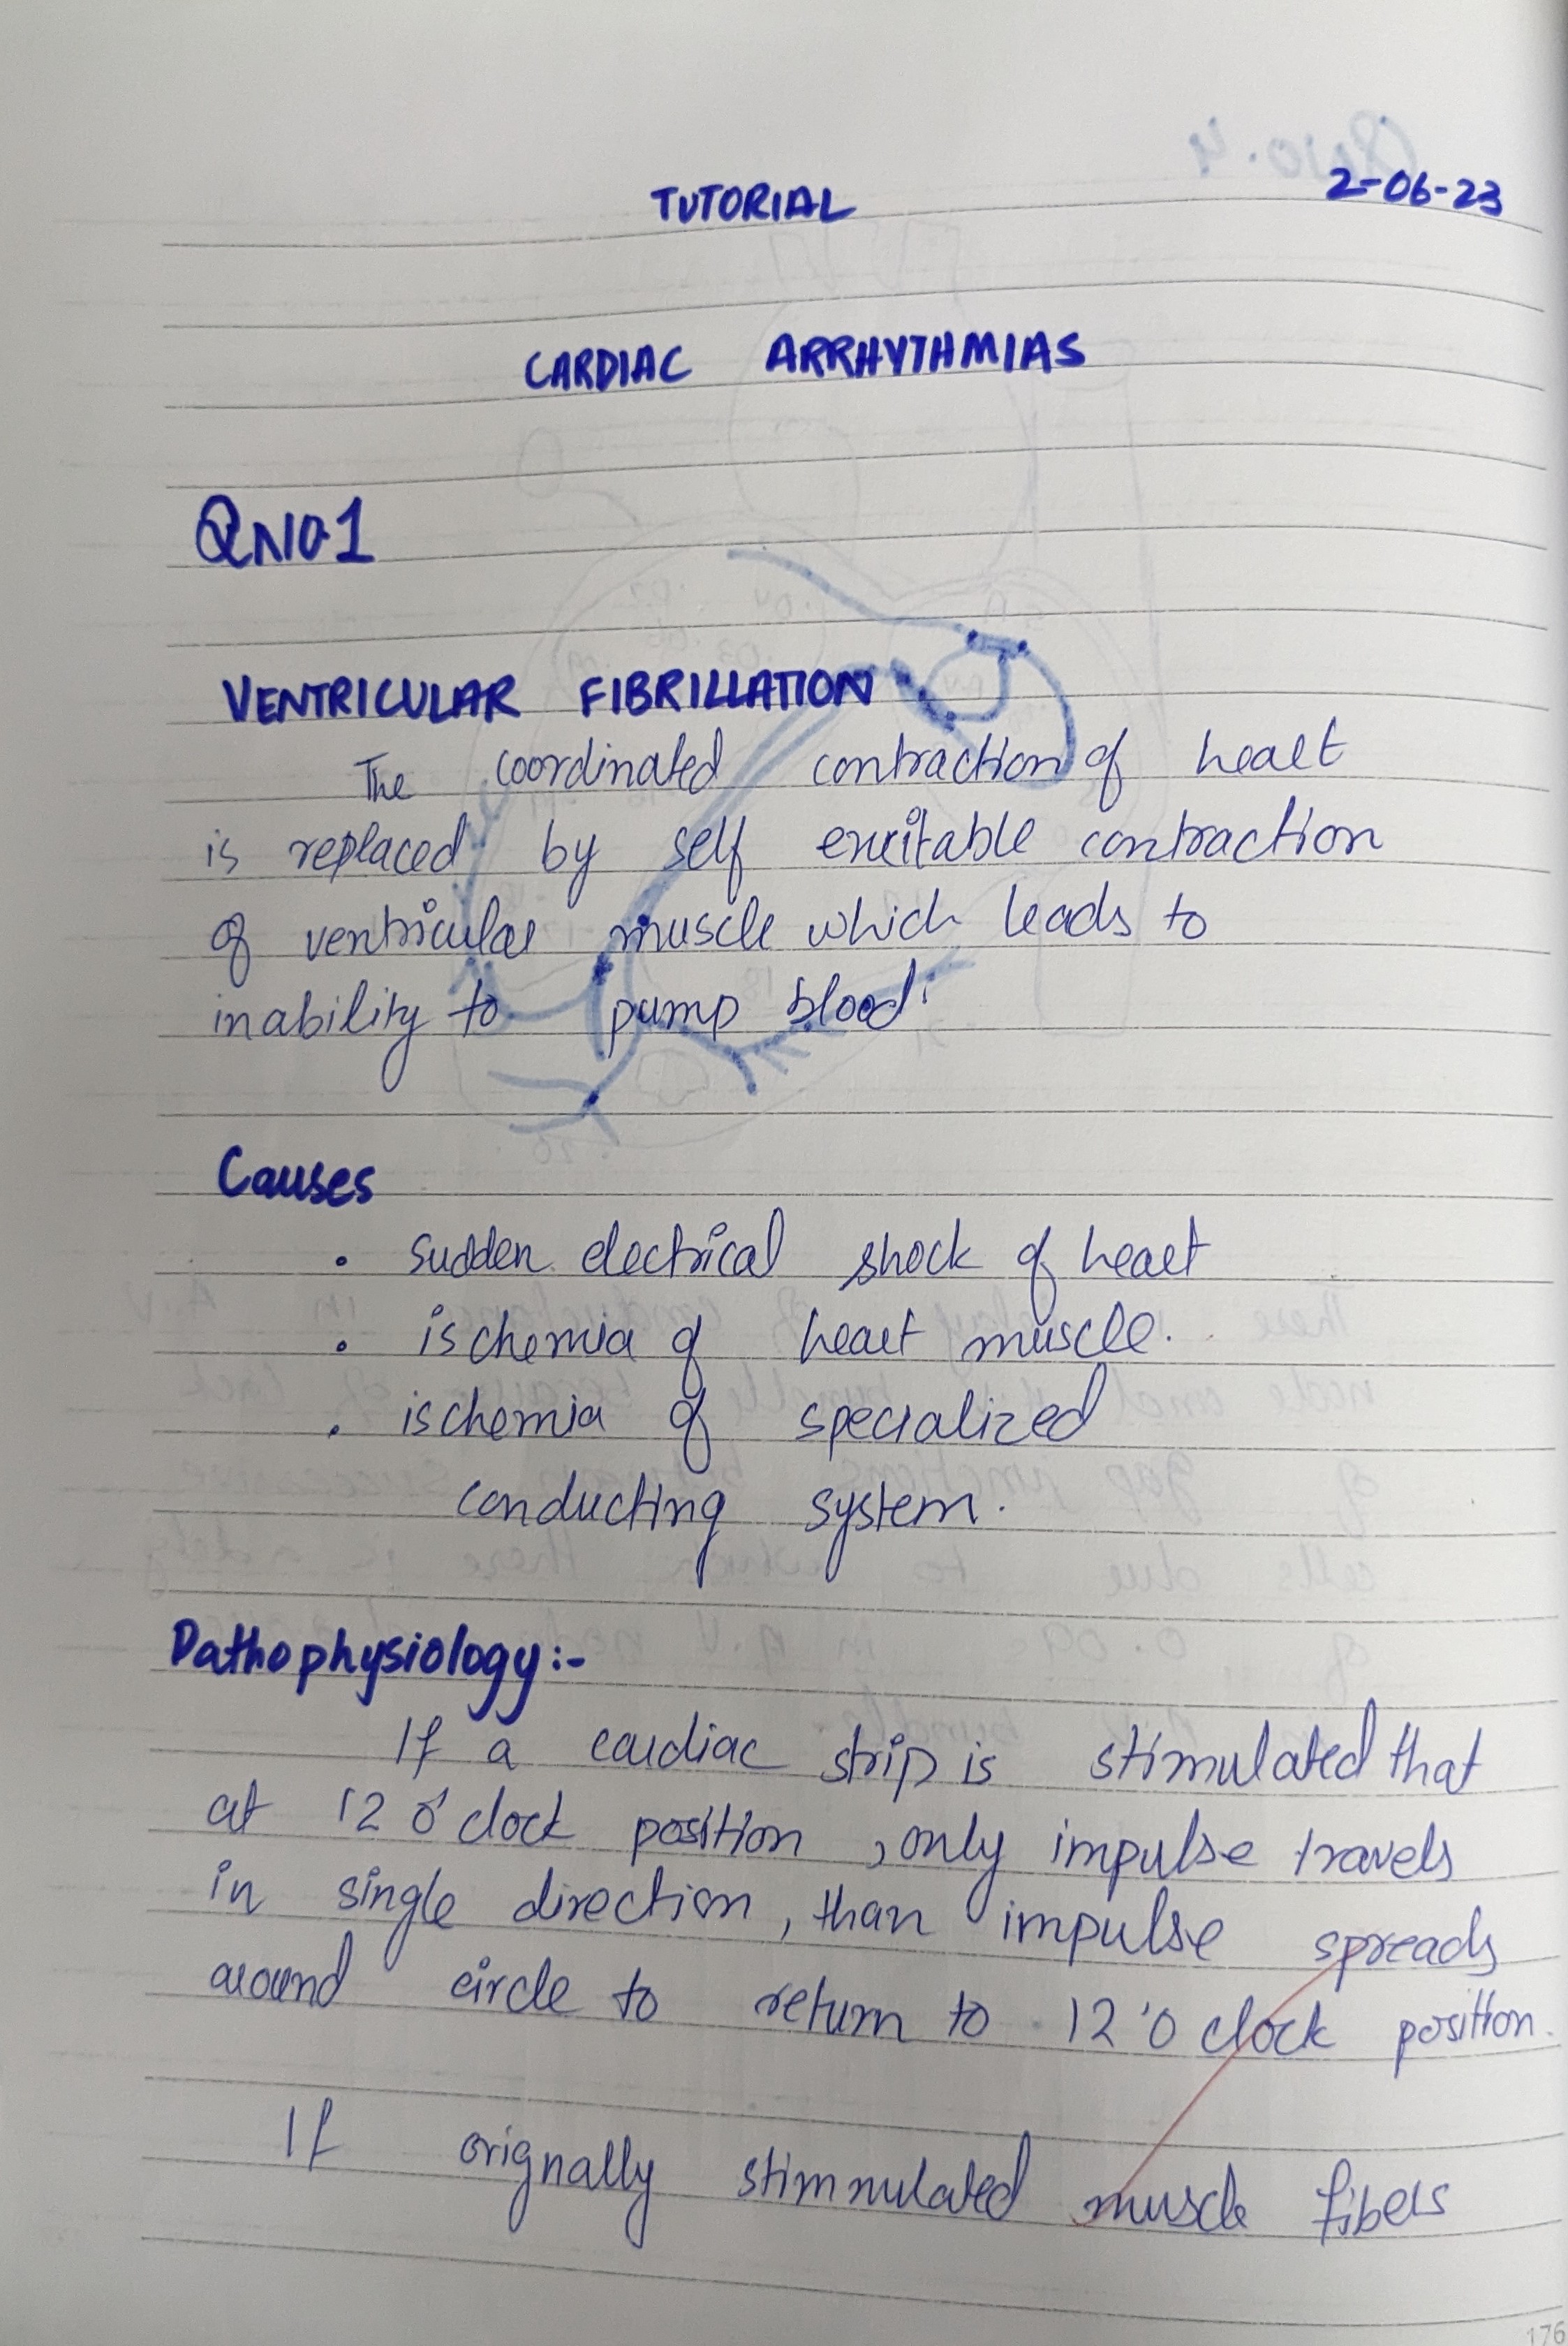 TUTORIAL 2-06-23
CARDIAC ARRHYTHMIAS
QNO1
VENTRICULAR FIBRILLATION
The coordinated contraction of heart
is replaced by self excitable contraction
of ventricular muscle which leads to
inability to pump blood.
Causes
• sudden electrical shock of heart
• ischemia of heart muscle.
• ischemia of specialized
conducting system.
Pathophysiology:-
If a cardiac strip is stimulated that
at 12 o'clock position, only impulse travels
in single direction, than impulse spreads
around circle to return to 12 'o clock position.
If orignally stimnulated muscle fibers
176